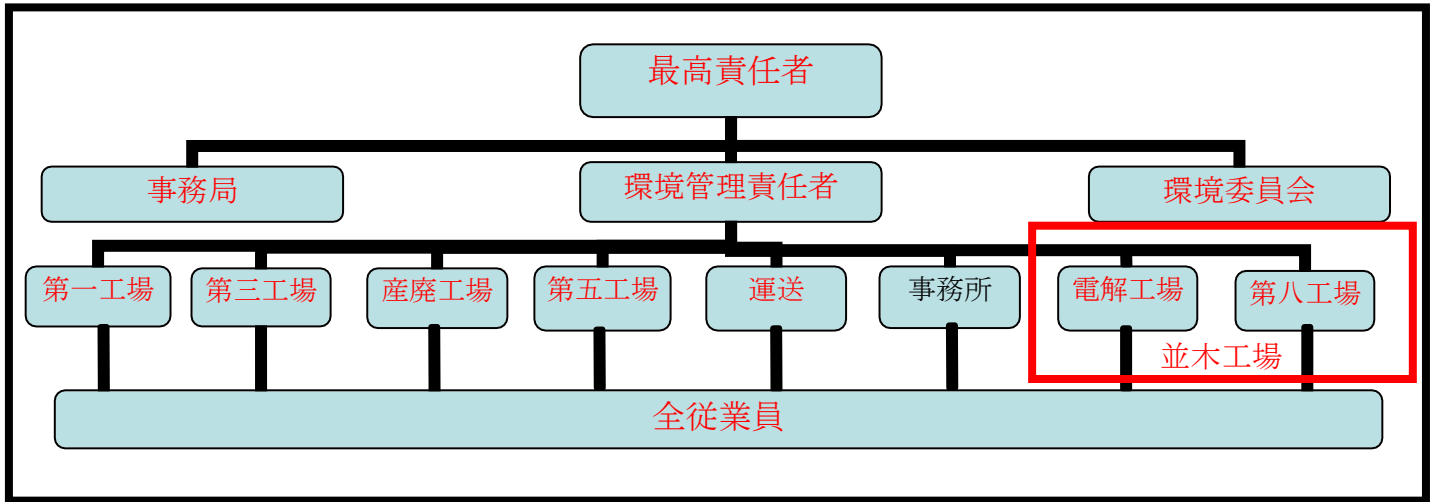 最高責任者
事務局
環境管理責任者
環境委員会
第一工場
第三工場
産廃工場
第五工場
運送
事務所
電解工場
第八工場
並木工場
全従業員